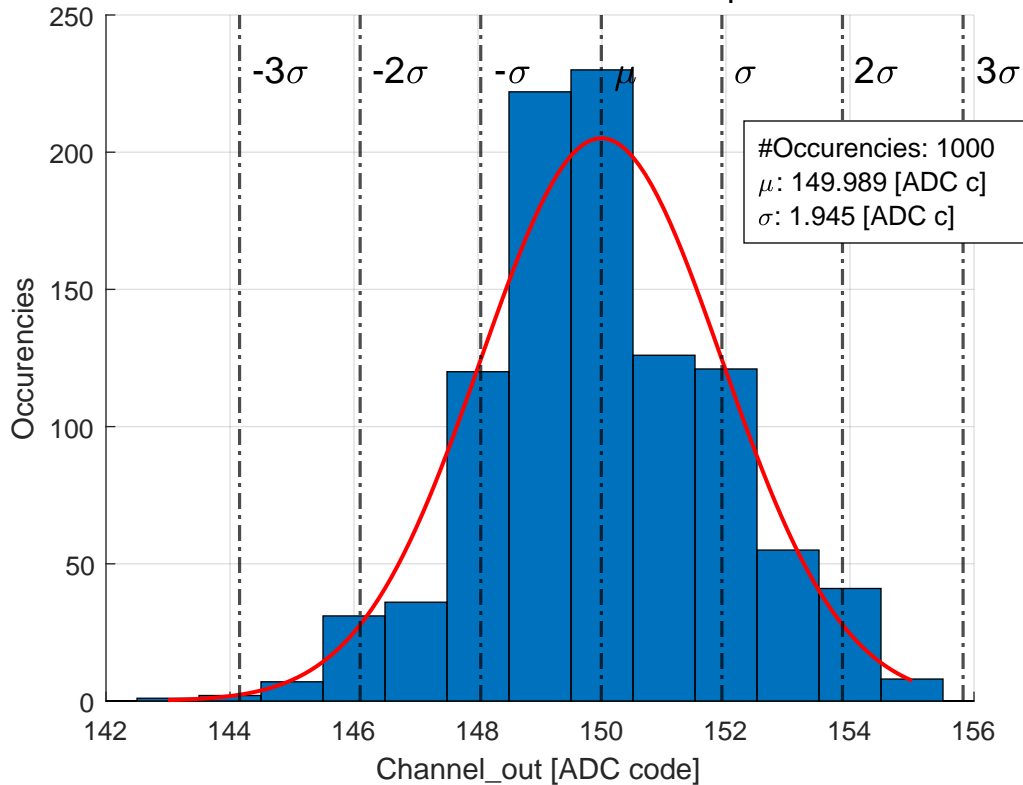 250
200
150
100
50
0
-3σ
-2σ
-σ
μ
σ
2σ
3σ
#Occurencies: 1000
μ: 149.989 [ADC c]
σ: 1.945 [ADC c]
Occurencies
142
144
146
148
150
152
154
156
Channel_out [ADC code]